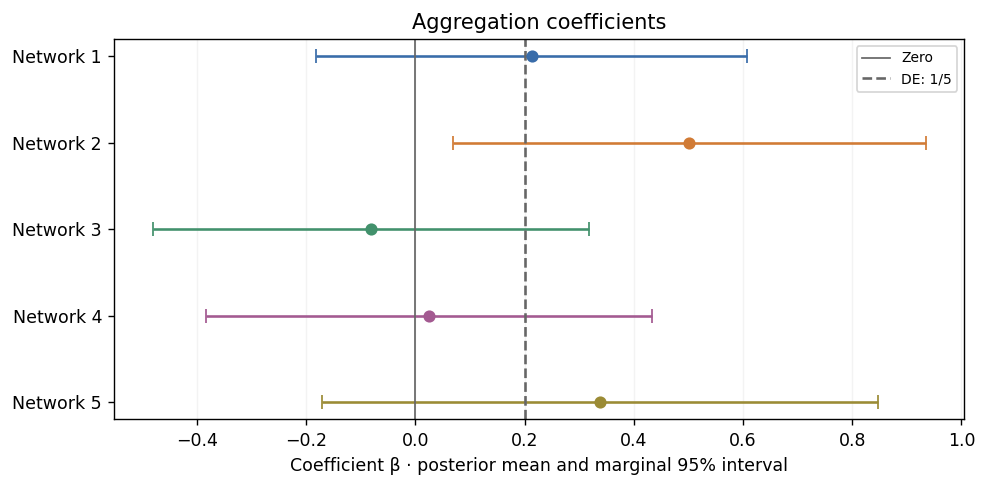 Aggregation coefficients
Network 1
Network 2
Network 3
Network 4
Network 5
Zero
DE: 1/5
−0.4
−0.2
0.0
0.2
0.4
0.6
0.8
1.0
Coefficient β · posterior mean and marginal 95% interval